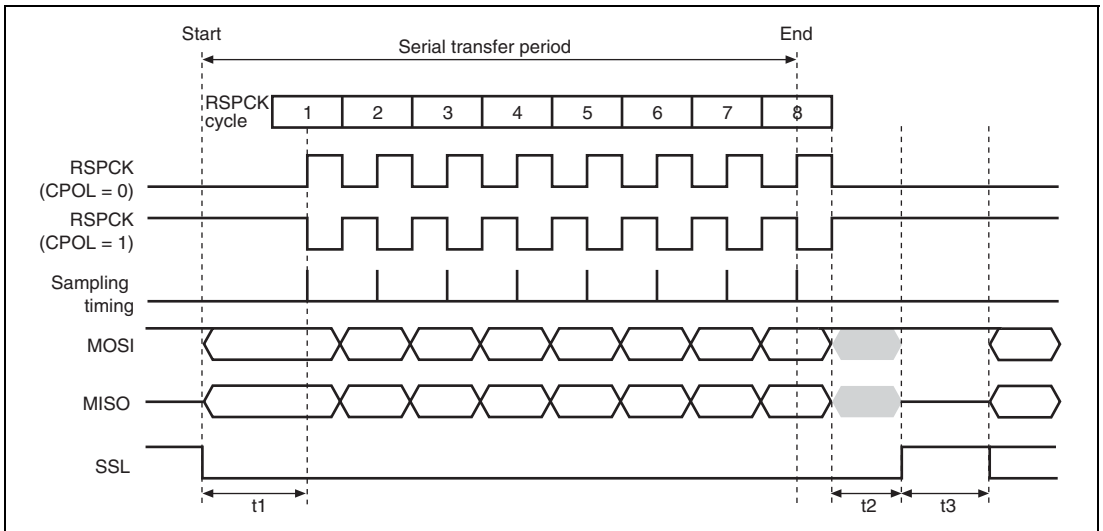 Start
End
Serial transfer period
RSPCK
cycle
1 2 3 4 5 6 7 8
RSPCK
(CPOL = 0)
RSPCK
(CPOL = 1)
Sampling
timing
MOSI
MISO
SSL
t1
t2
t3